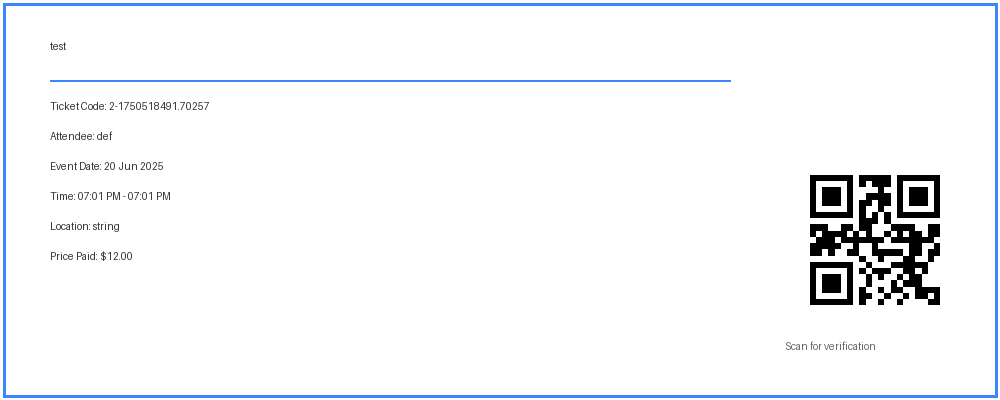 test
Ticket Code: 2-1750518491.70257
Attendee: def
Event Date: 20 Jun 2025
Time: 07:01 PM - 07:01 PM
Location: string
Price Paid: $12.00
Scan for verification